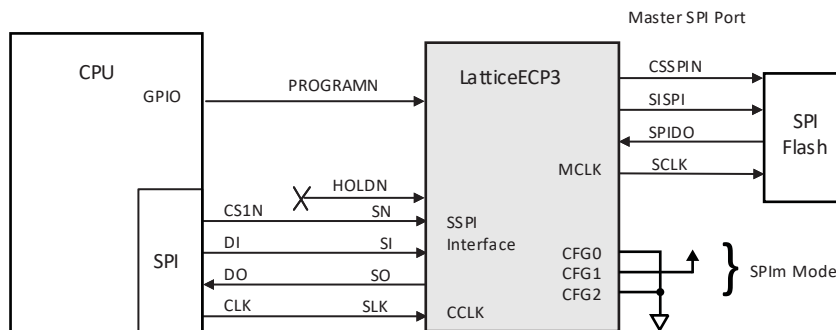 Master SPI Port
CPU
GPIO
PROGRAMN
LatticeECP3
CSSPIN
SISPI
SPIDO
MCLK
SCLK
SPI
Flash
HOLDN
CS1N
SN
DI
SI
SPI
DO
SO
CLK
SLK
SSPI
Interface
CCLK
CFG0
CFG1
CFG2
} SPIm Mode